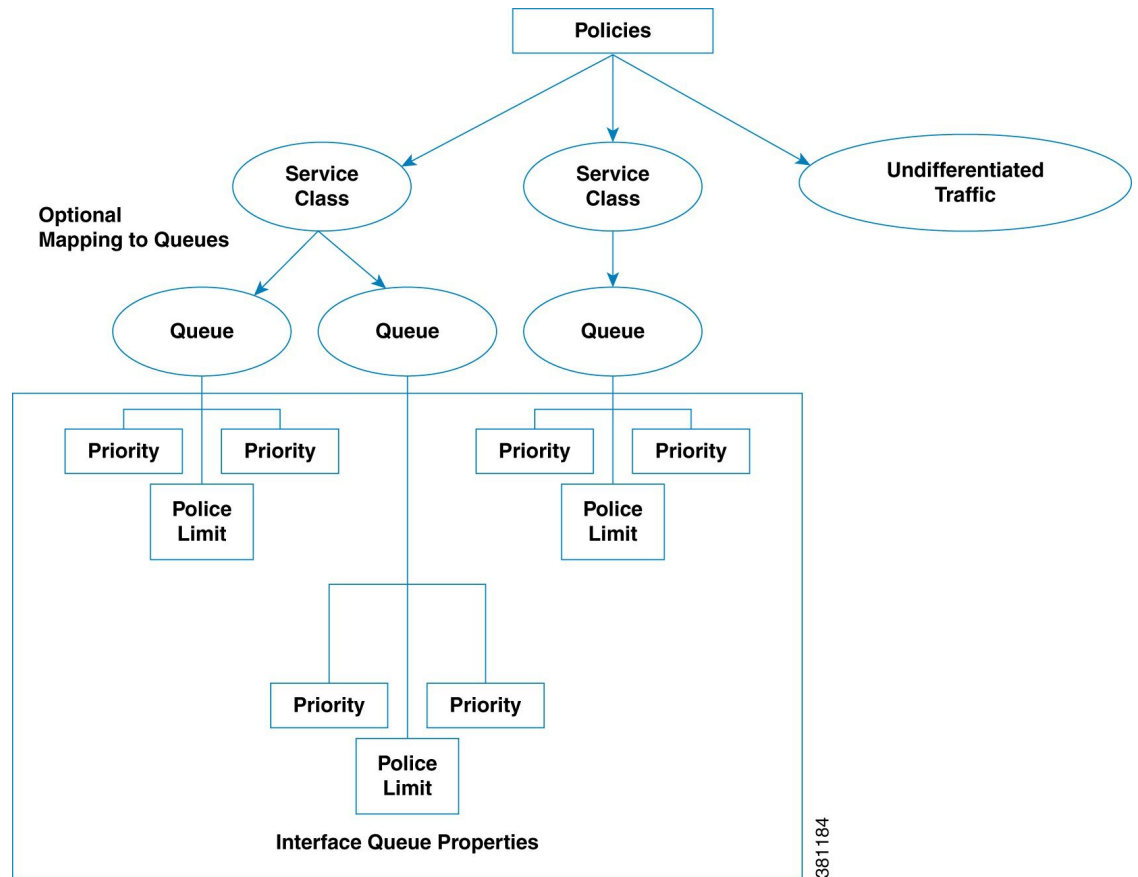 Policies
Service
Class
Service
Class
Undifferentiated
Traffic
Optional
Mapping to Queues
Queue
Queue
Queue
Priority
Priority
Priority
Priority
Police
Limit
Police
Limit
Priority
Priority
Police
Limit
Interface Queue Properties
381184